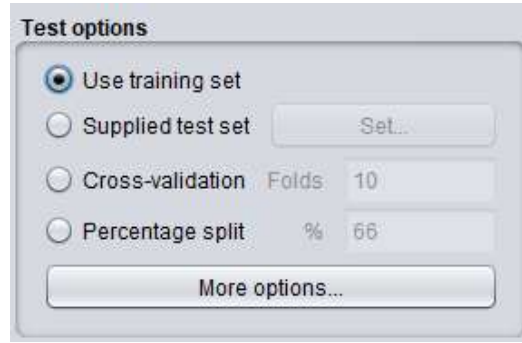 Test options
Use training set
Supplied test set Set...
Cross-validation Folds 10
Percentage split % 66
More options...